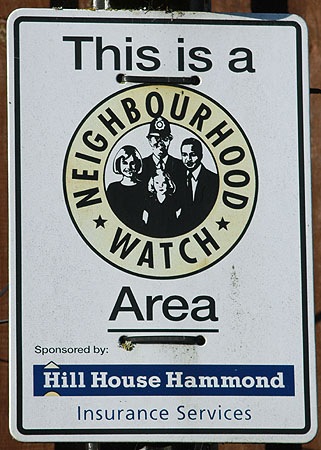 This is a
NEIGHBOURHOOD
WATCH
Area
Sponsored by:
Hill House Hammond
Insurance Services